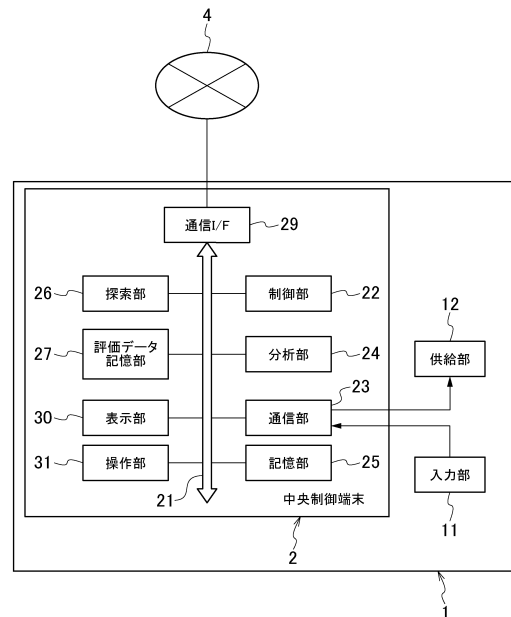 4
通信I/F
29
26
探索部
制御部
22
27
評価データ
記憶部
分析部
24
12
供給部
23
30
表示部
通信部
31
操作部
記憶部
25
入力部
21
中央制御端末
11
2
1